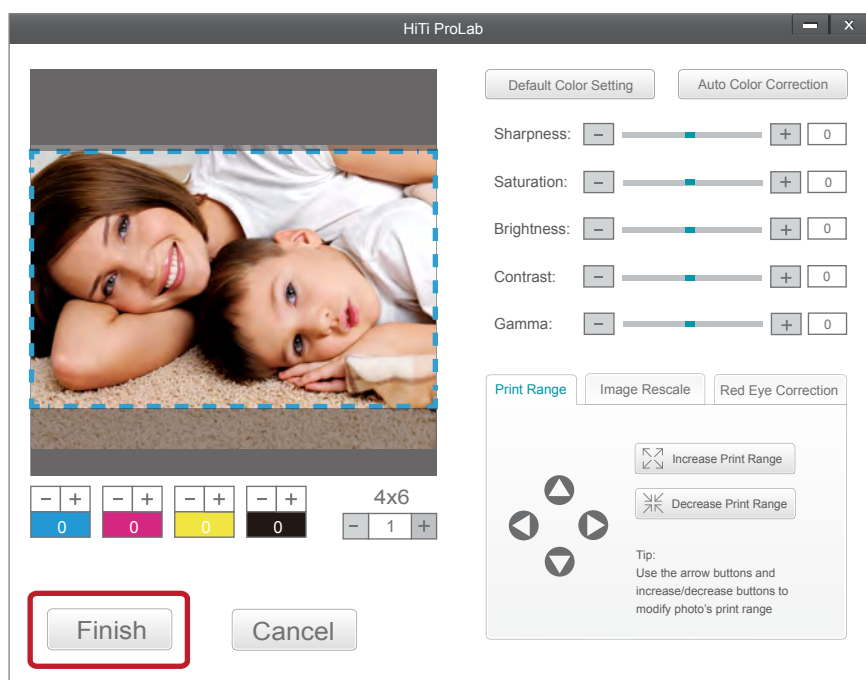 HiTi ProLab
X
Default Color Setting
Auto Color Correction
Sharpness: - + 0
Saturation: - + 0
Brightness: - + 0
Contrast: - + 0
Gamma: - + 0
Print Range
Image Rescale
Red Eye Correction
Increase Print Range
Decrease Print Range
Tip:
Use the arrow buttons and
increase/decrease buttons to
modify photo's print range
- + - + - + - +
0 0 0 0
4x6
- 1 +
Finish
Cancel